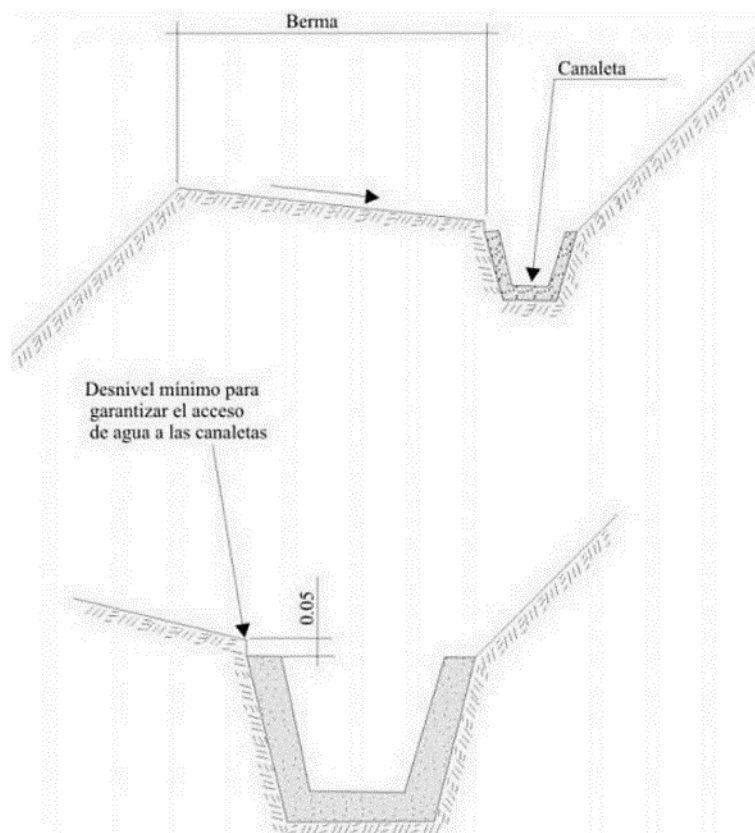 Berma
Canaleta
Desnivel mínimo para
garantizar el acceso
de agua a las canaletas
0.05